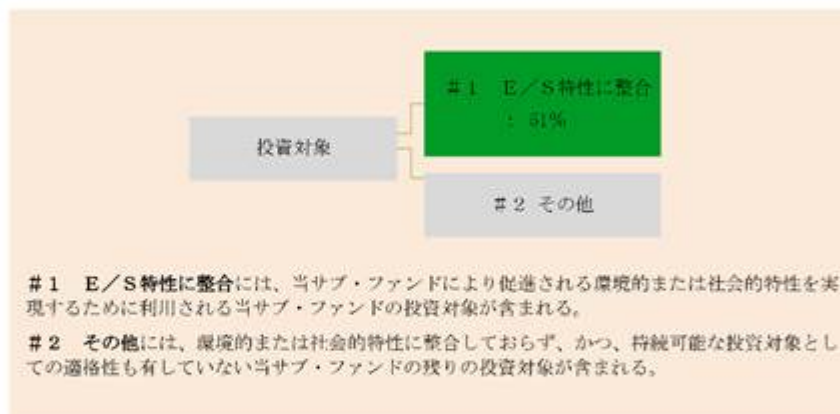 #1 E/S特性に整合
: 51%
投資対象
#2 その他
#1 E/S特性に整合には、当サブ・ファンドにより促進される環境的または社会的特性を実
現するために利用される当サブ・ファンドの投資対象が含まれる。
#2 その他には、環境的または社会的特性に整合しておらず、かつ、持続可能な投資対象とし
ての適格性も有していない当サブ・ファンドの残りの投資対象が含まれる。